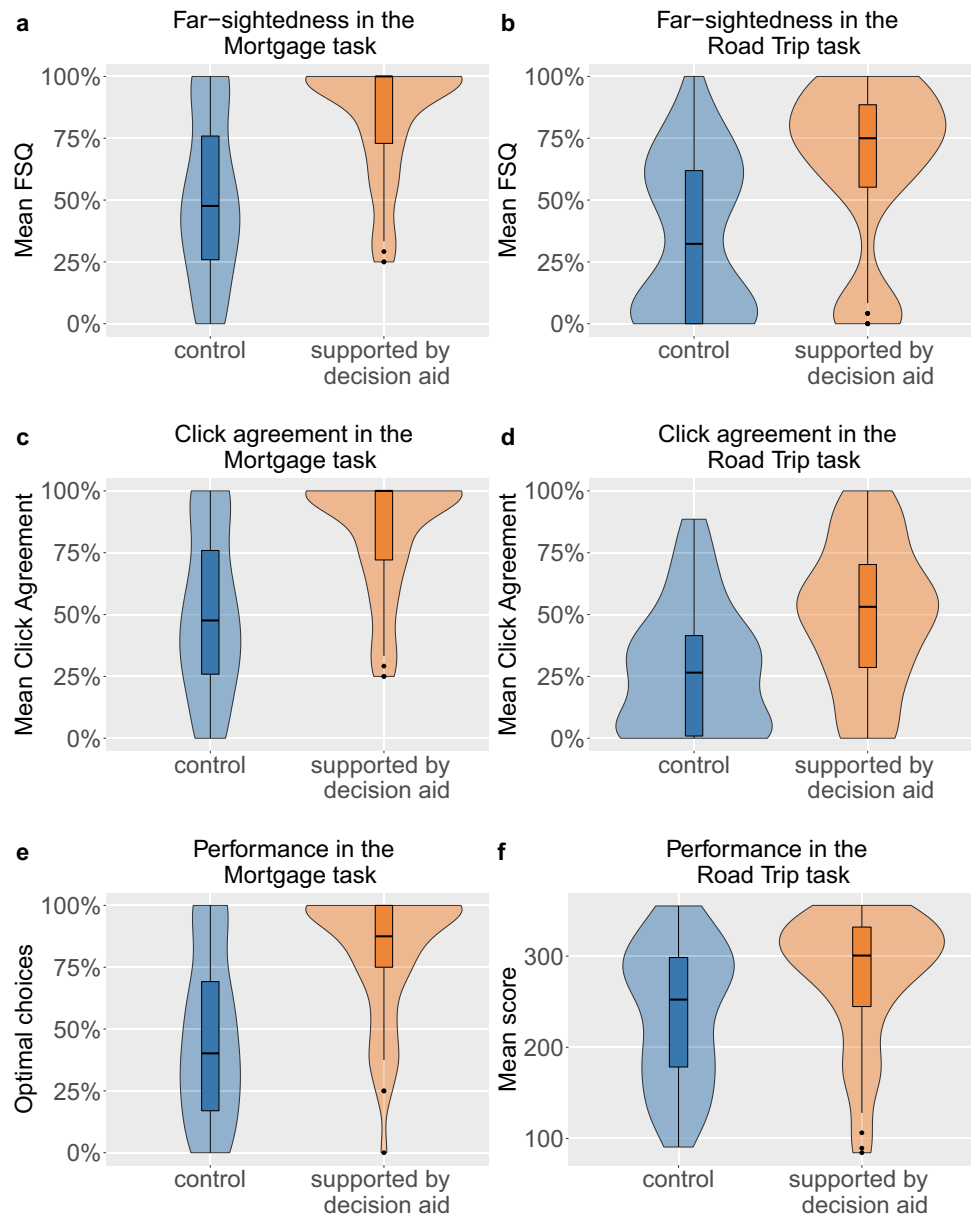 a
Far−sightedness in the
Mortgage task
100%
75%
50%
25%
0%
Mean FSQ
control
supported by
decision aid
b
Far−sightedness in the
Road Trip task
100%
75%
50%
25%
0%
Mean FSQ
control
supported by
decision aid
c
Click agreement in the
Mortgage task
100%
75%
50%
25%
0%
Mean Click Agreement
control
supported by
decision aid
d
Click agreement in the
Road Trip task
100%
75%
50%
25%
0%
Mean Click Agreement
control
supported by
decision aid
e
Performance in the
Mortgage task
100%
75%
50%
25%
0%
Optimal choices
control
supported by
decision aid
f
Performance in the
Road Trip task
300
200
100
Mean score
control
supported by
decision aid